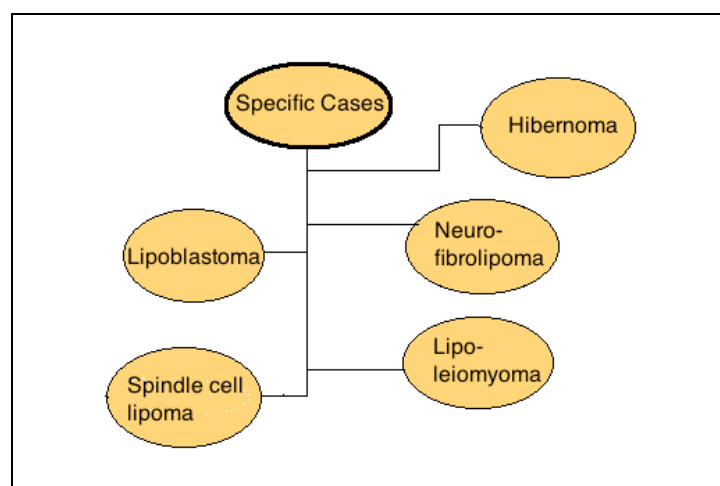 Specific Cases
Hibernoma
Lipoblastoma
Neuro-
fibrolipoma
Lipo-
leiomyoma
Spindle cell
lipoma